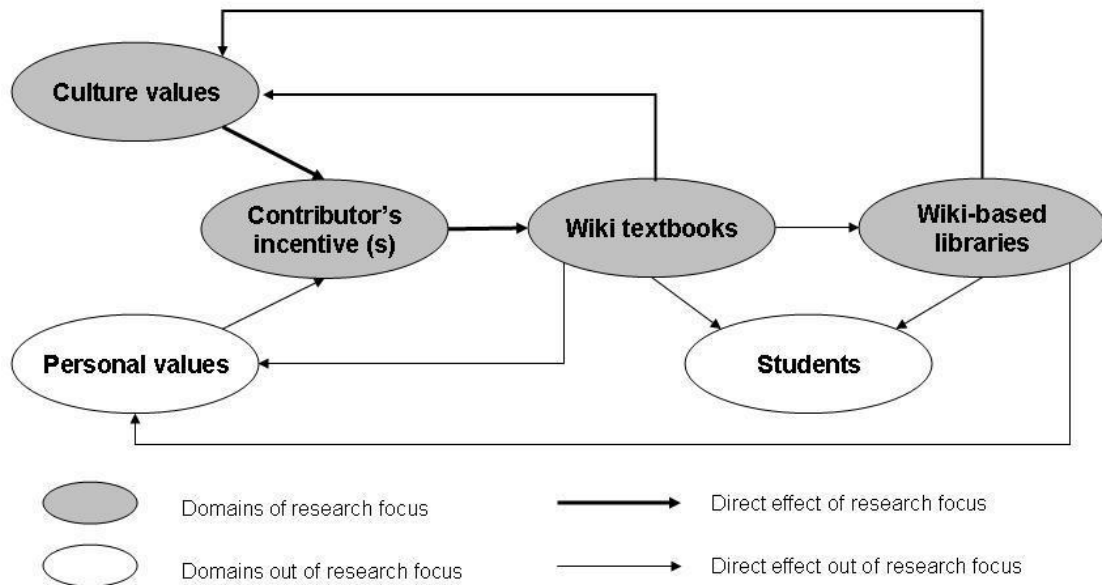 Culture values
Contributor's
incentive (s)
Wiki textbooks
Wiki-based
libraries
Personal values
Students
Domains of research focus
Direct effect of research focus
Domains out of research focus
Direct effect out of research focus